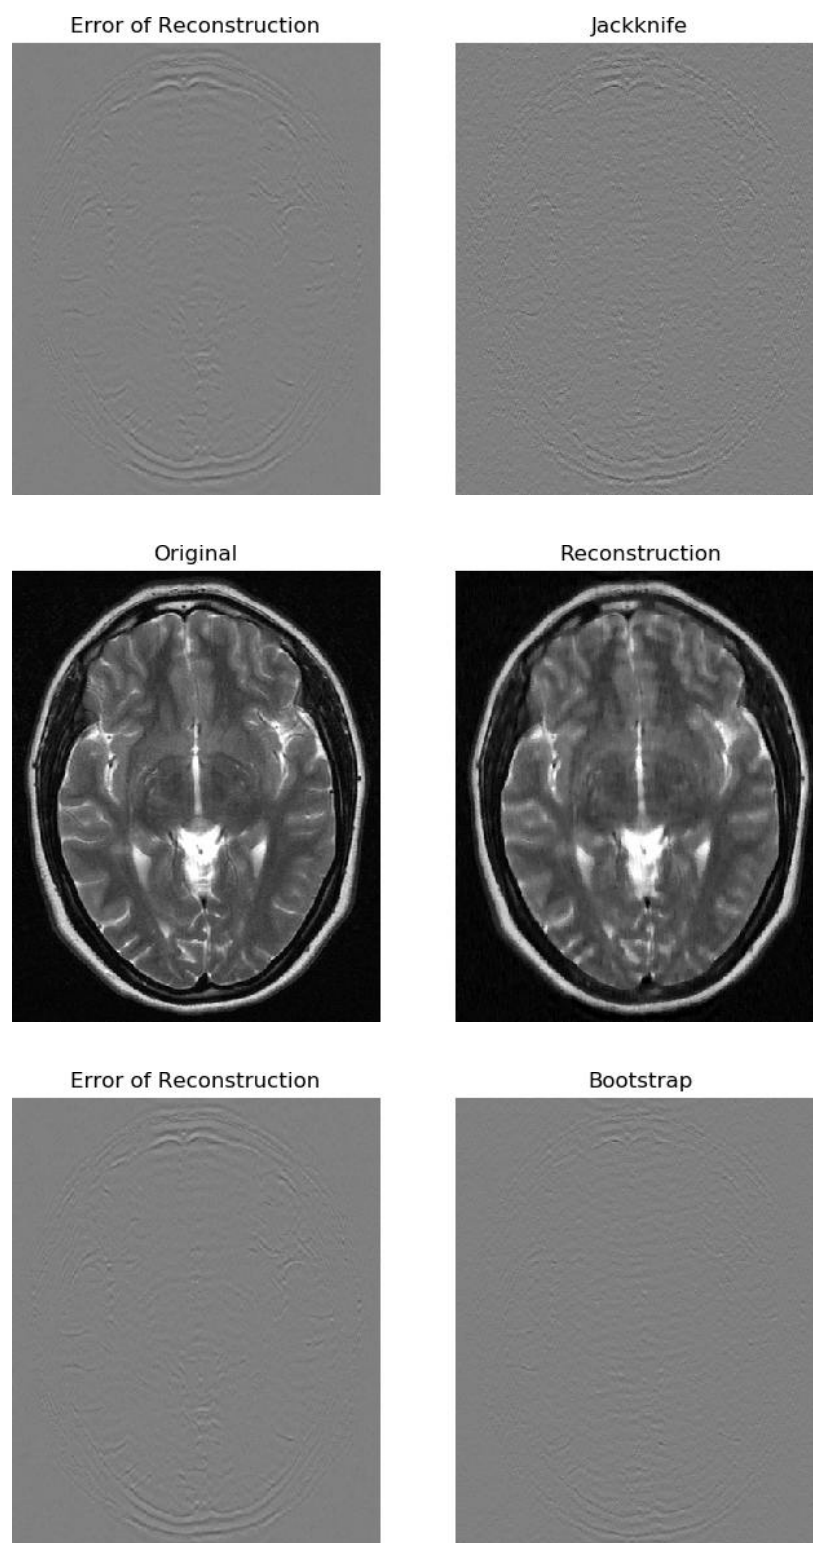 Error of Reconstruction
Jackknife
Original
Reconstruction
Error of Reconstruction
Bootstrap